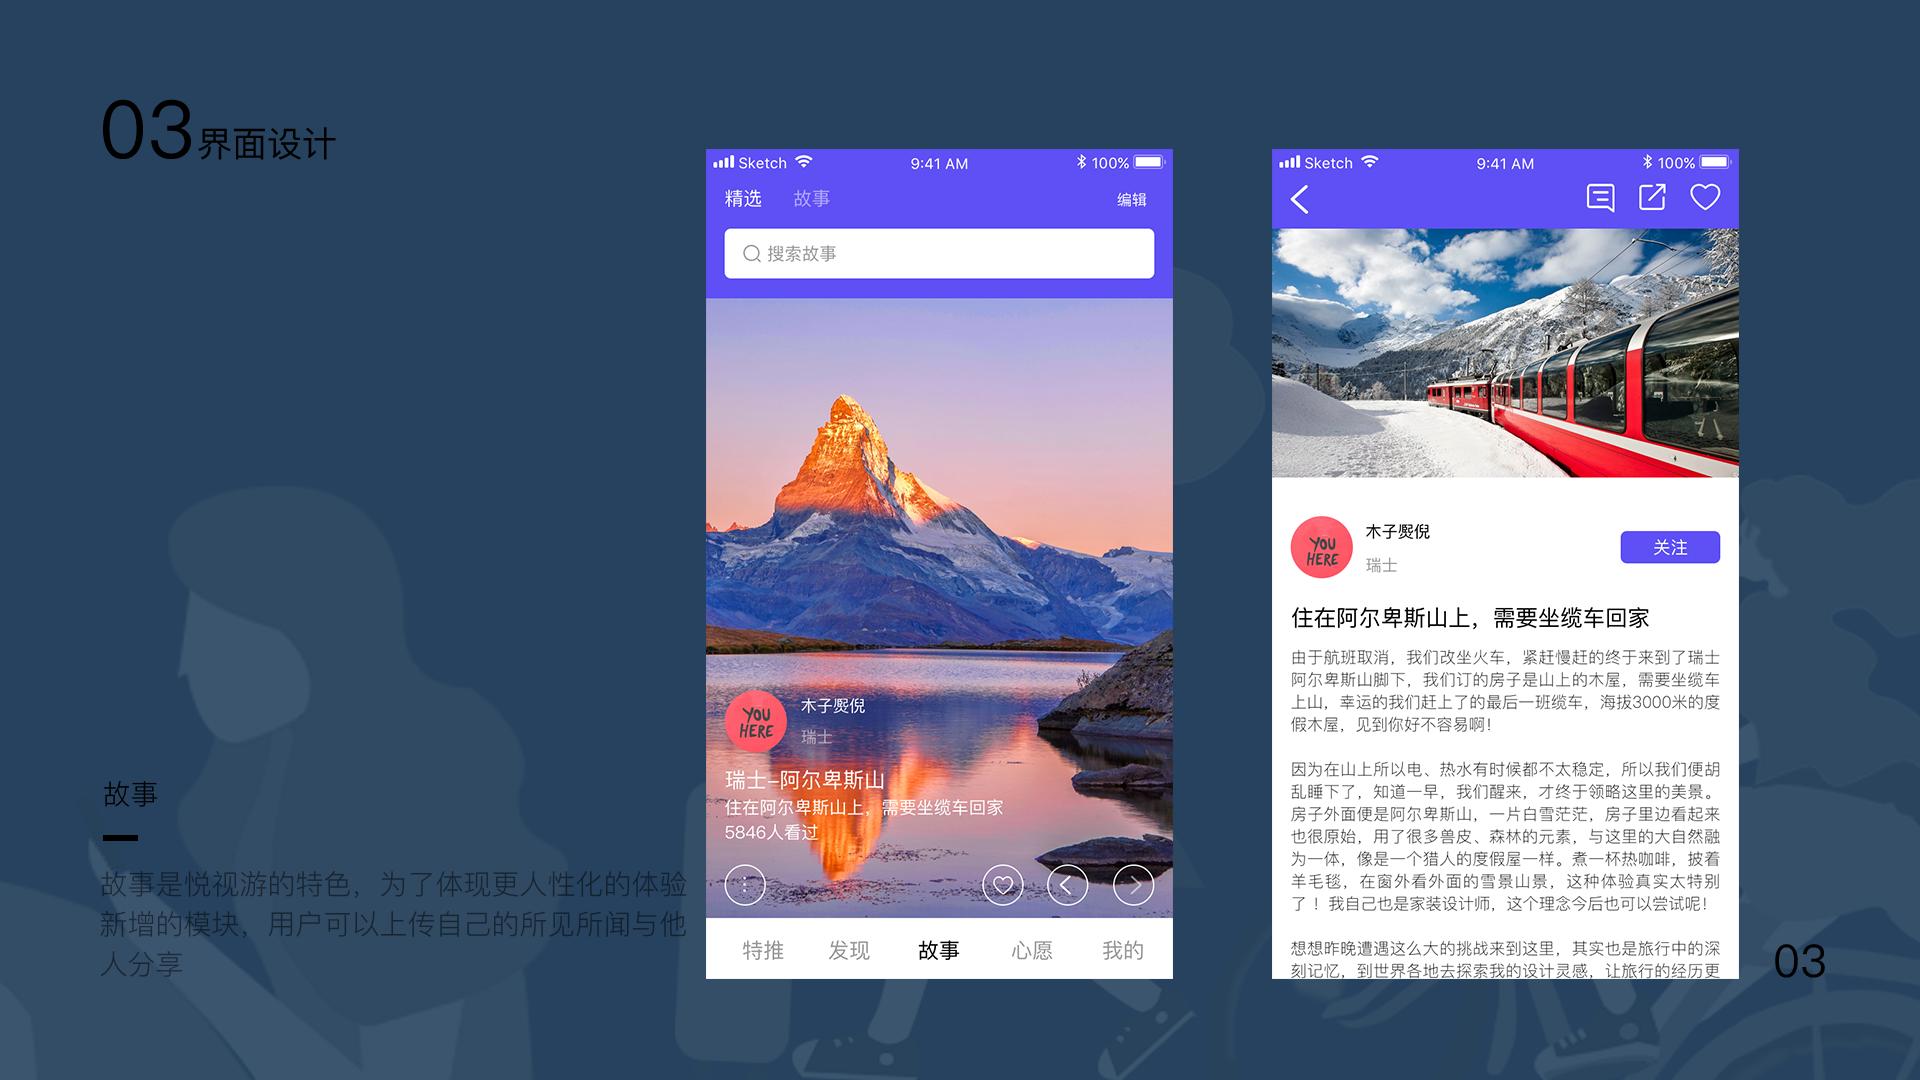 03 界面设计
故事
故事是悦视游的特色，为了体现更人性化的体验
新增的模块，用户可以上传自己的所见所闻与他
人分享
Sketch 9:41 AM 100%
精选 故事 编辑
搜索故事
YOU
HERE
木子燛倪
瑞士
瑞士-阿尔卑斯山
住在阿尔卑斯山上，需要坐缆车回家
5846人看过
特推 发现 故事 心愿 我的
Sketch 9:41 AM 100%
YOU
HERE
木子燛倪
瑞士
关注
住在阿尔卑斯山上，需要坐缆车回家
由于航班取消，我们改坐火车，紧赶慢赶的终于来到了瑞士
阿尔卑斯山脚下，我们订的房子是山上的木屋，需要坐缆车
上山，幸运的我们赶上了的最后一班缆车，海拔3000米的度
假木屋，见到你好不容易啊！
因为在山上所以电、热水有时候都不太稳定，所以我们便胡
乱睡下了，知道一早，我们醒来，才终于领略这里的美景。
房子外面便是阿尔卑斯山，一片白雪茫茫，房子里边看起来
也很原始，用了很多兽皮、森林的元素，与这里的大自然融
为一体，像是一个猎人的度假屋一样。煮一杯热咖啡，披着
羊毛毯，在窗外看外面的雪景山景，这种体验真实太特别
了 ！我自己也是家装设计师，这个理念今后也可以尝试呢！
想想昨晚遭遇这么大的挑战来到这里，其实也是旅行中的深
刻记忆，到世界各地去探索我的设计灵感，让旅行的经历更
03